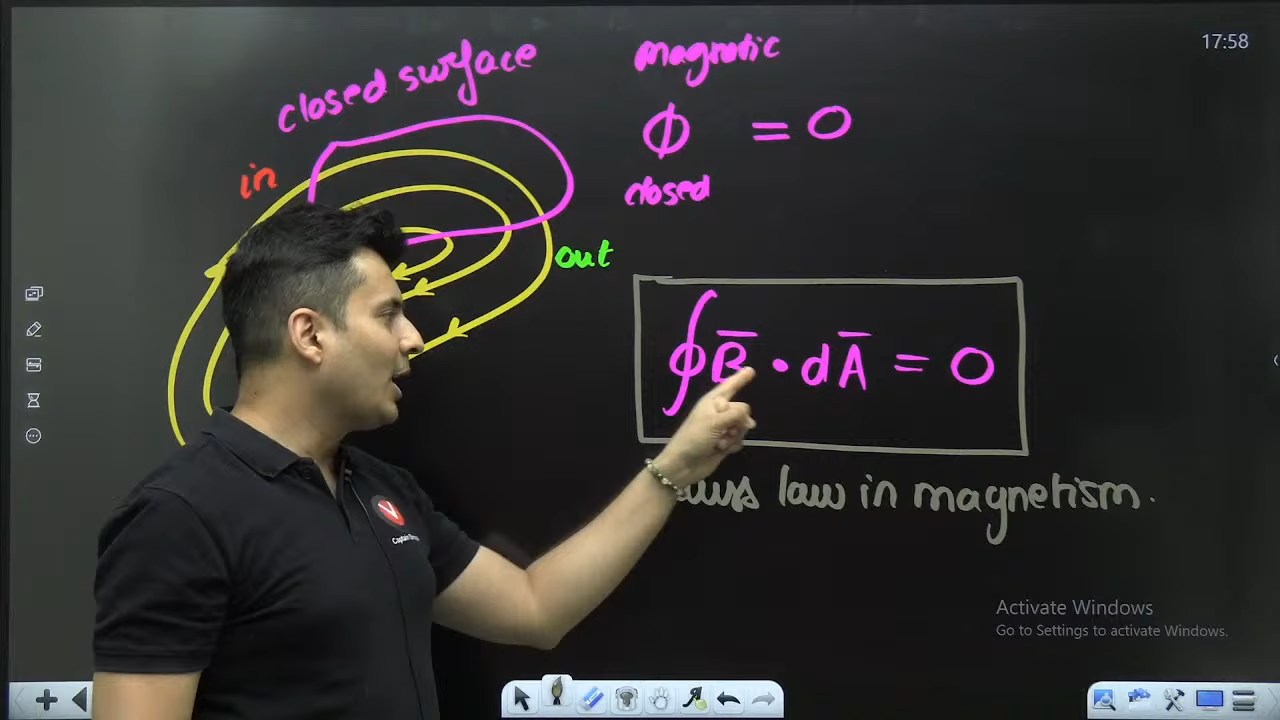 17:58
closed surface
magnetic
ϕ = 0
closed
in
out
∮ B̅ · dA̅ = 0
law in magnetism.
Activate Windows
Go to Settings to activate Windows.